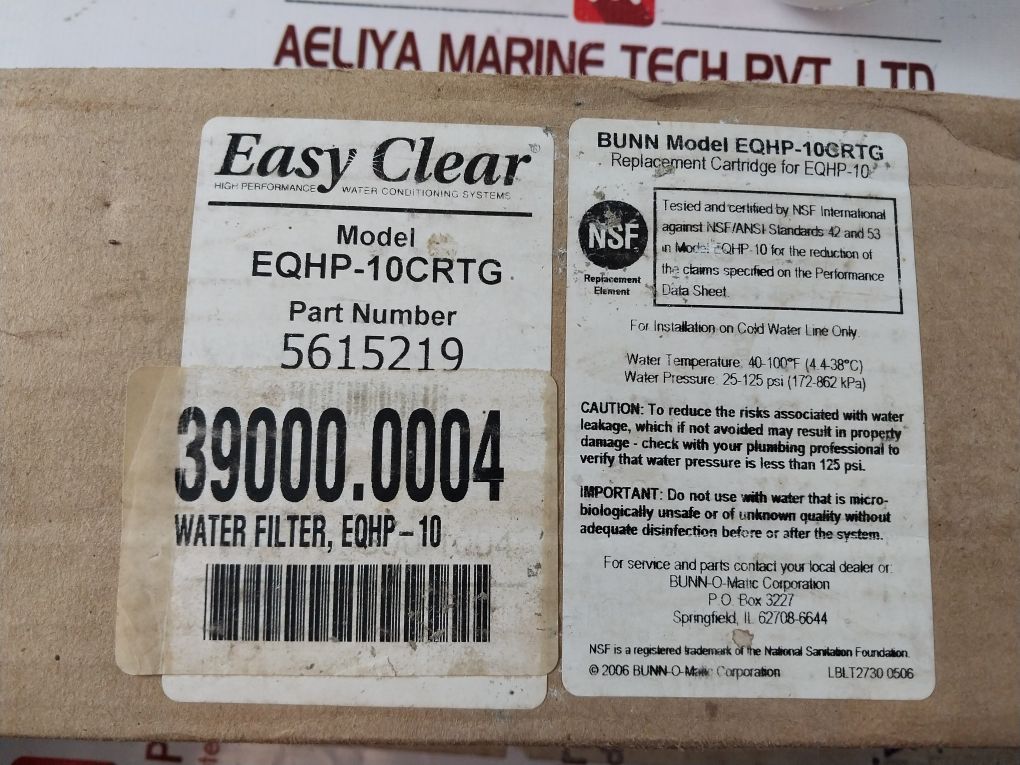 AELIYA MARINE TECH PVT. LTD
Easy Clear®
HIGH PERFORMANCE WATER CONDITIONING SYSTEMS
Model
EQHP-10CRTG
Part Number
5615219
39000.0004
WATER FILTER, EQHP-10
BUNN Model EQHP-10CRTG
Replacement Cartridge for EQHP-10
NSF
Replacement
Element
Tested and certified by NSF International
against NSF/ANSI Standards 42 and 53
in Model EQHP-10 for the reduction of
the claims specified on the Performance
Data Sheet.
For Installation on Cold Water Line Only.
Water Temperature: 40-100°F (4.4-38°C)
Water Pressure: 25-125 psi (172-862 kPa)
CAUTION: To reduce the risks associated with water
leakage, which if not avoided may result in property
damage - check with your plumbing professional to
verify that water pressure is less than 125 psi.
IMPORTANT: Do not use with water that is micro-
biologically unsafe or of unknown quality without
adequate disinfection before or after the system.
For service and parts contact your local dealer or:
BUNN-O-Matic Corporation
P.O. Box 3227
Springfield, IL 62708-6644
NSF is a registered trademark of the National Sanitation Foundation.
© 2006 BUNN-O-Matic Corporation LBLT2730 0506